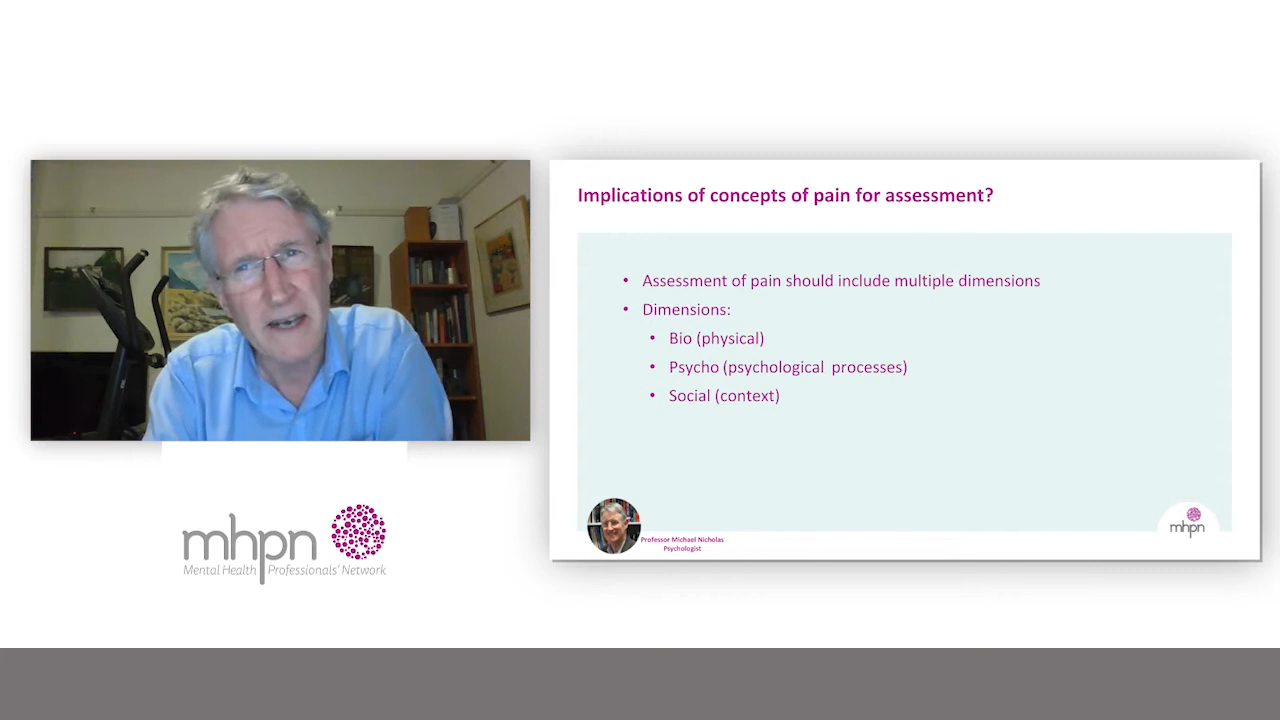 Implications of concepts of pain for assessment?
• Assessment of pain should include multiple dimensions
• Dimensions:
• Bio (physical)
• Psycho (psychological processes)
• Social (context)
Professor Michael Nicholas
Psychologist
mhpn
mhpn
Mental Health Professionals' Network